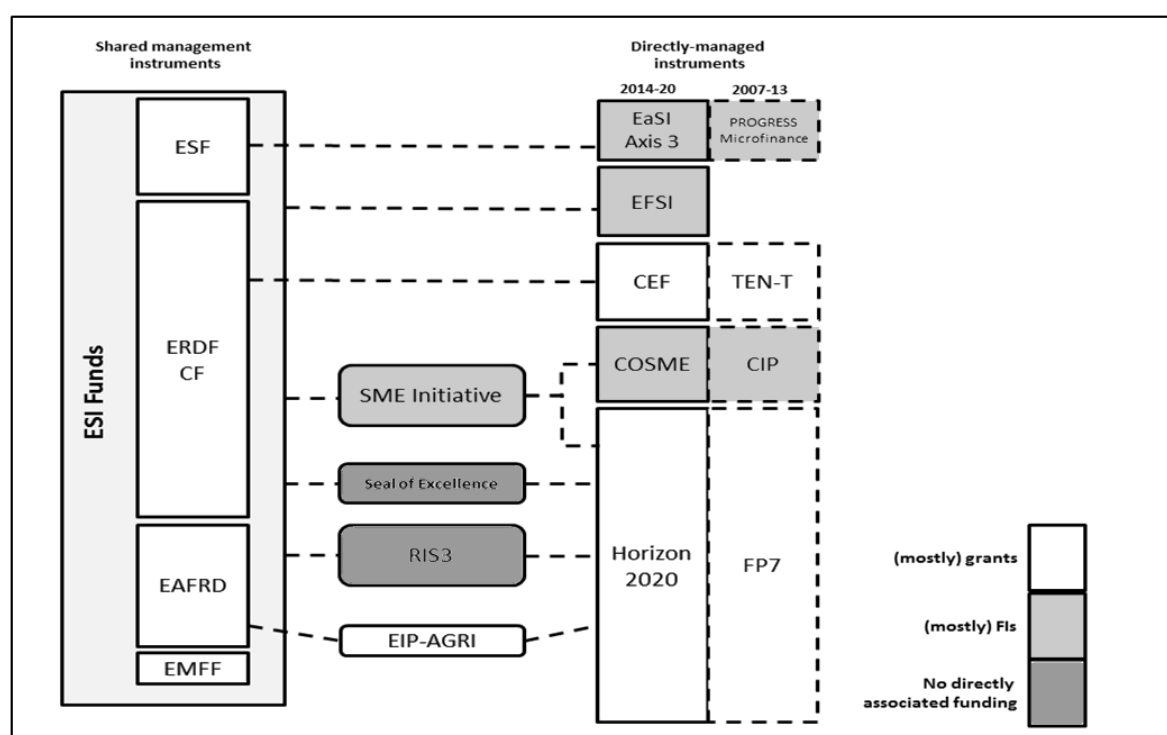 Shared management
instruments
Directly-managed
instruments
2014-20
2007-13
ESI Funds
ESF
ERDF
CF
EAFRD
EMFF
SME Initiative
Seal of Excellence
RIS3
EIP-AGRI
EaSI
Axis 3
PROGRESS
Microfinance
EFSI
CEF
TEN-T
COSME
CIP
Horizon
2020
FP7
(mostly) grants
(mostly) FIs
No directly
associated funding